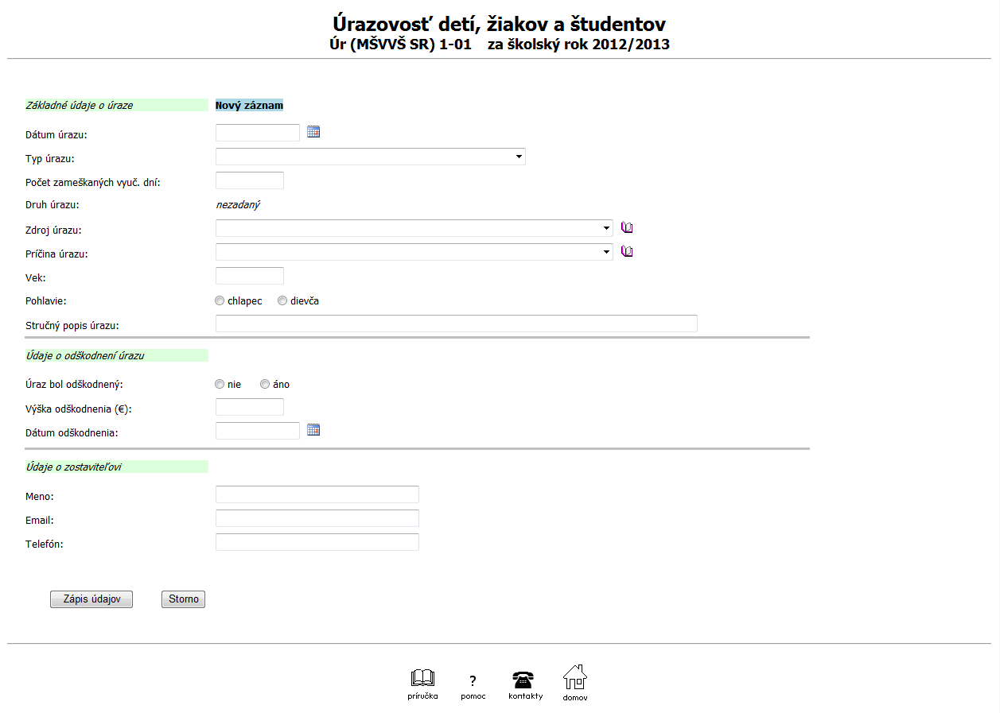 Úrazovosť detí, žiakov a študentov
Úr (MŠVVŠ SR) 1-01 za školský rok 2012/2013
Základné údaje o úraze Nový záznam
Dátum úrazu:
Typ úrazu:
Počet zameškaných vyuč. dní:
Druh úrazu: nezadaný
Zdroj úrazu:
Príčina úrazu:
Vek:
Pohlavie: chlapec dievča
Stručný popis úrazu:
Údaje o odškodnení úrazu
Úraz bol odškodnený: nie áno
Výška odškodnenia (€):
Dátum odškodnenia:
Údaje o zostaviteľovi
Meno:
Email:
Telefón:
Zápis údajov Storno
?
príručka pomoc kontakty domov